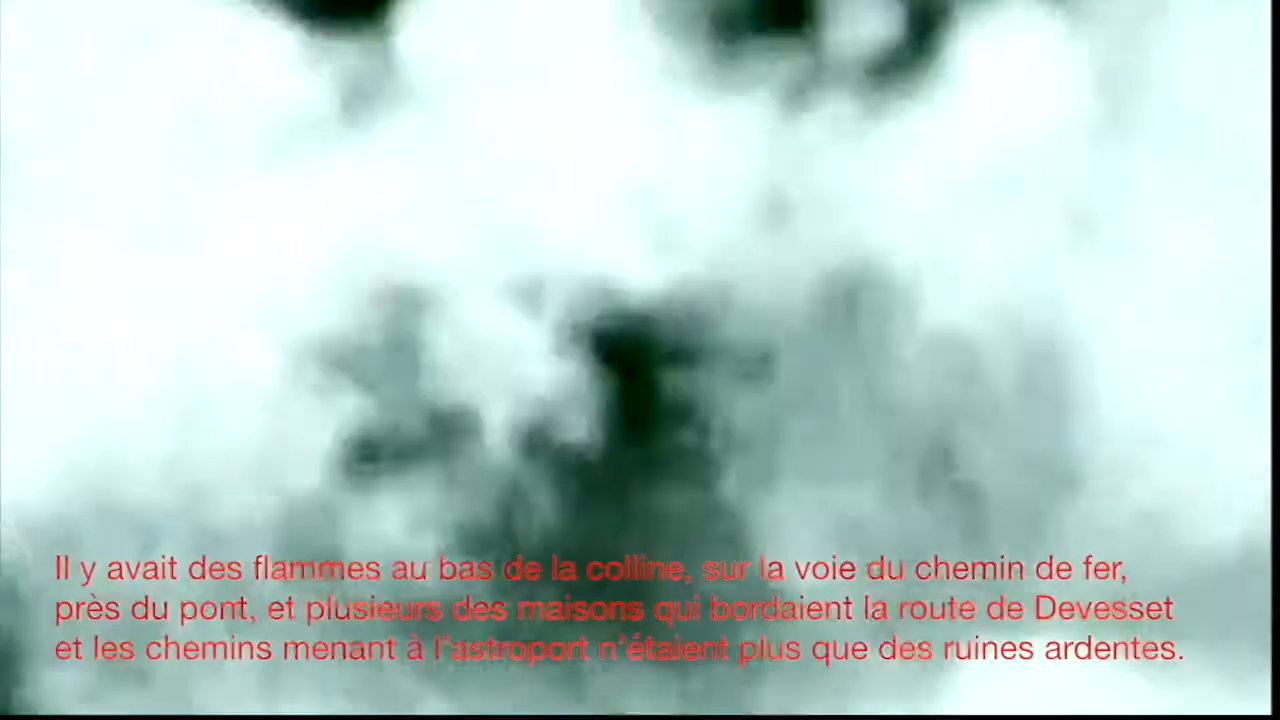 Il y avait des flammes au bas de la colline, sur la voie du chemin de fer,
près du pont, et plusieurs des maisons qui bordaient la route de Devesset
et les chemins menant à l'astroport n'étaient plus que des ruines ardentes.